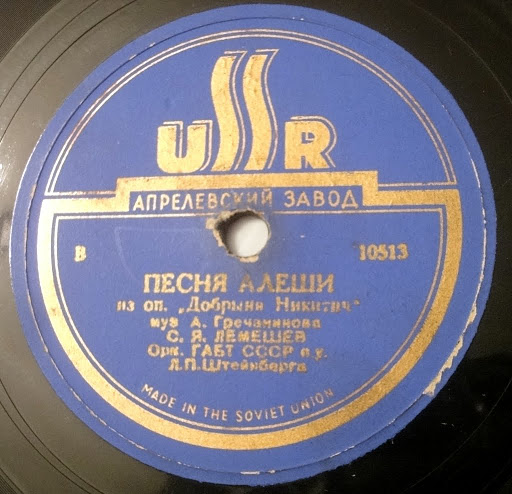 USSR
АПРЕЛЕВСКИЙ ЗАВОД
В 10513
ПЕСНЯ АЛЕШИ
из оп. „Добрыня Никитич"
муз А. Гречанинова
С. Я. ЛЕМЕШЕВ
Орк. ГАБТ СССР п.у.
Л.П.Штейнберга
MADE IN THE SOVIET UNION